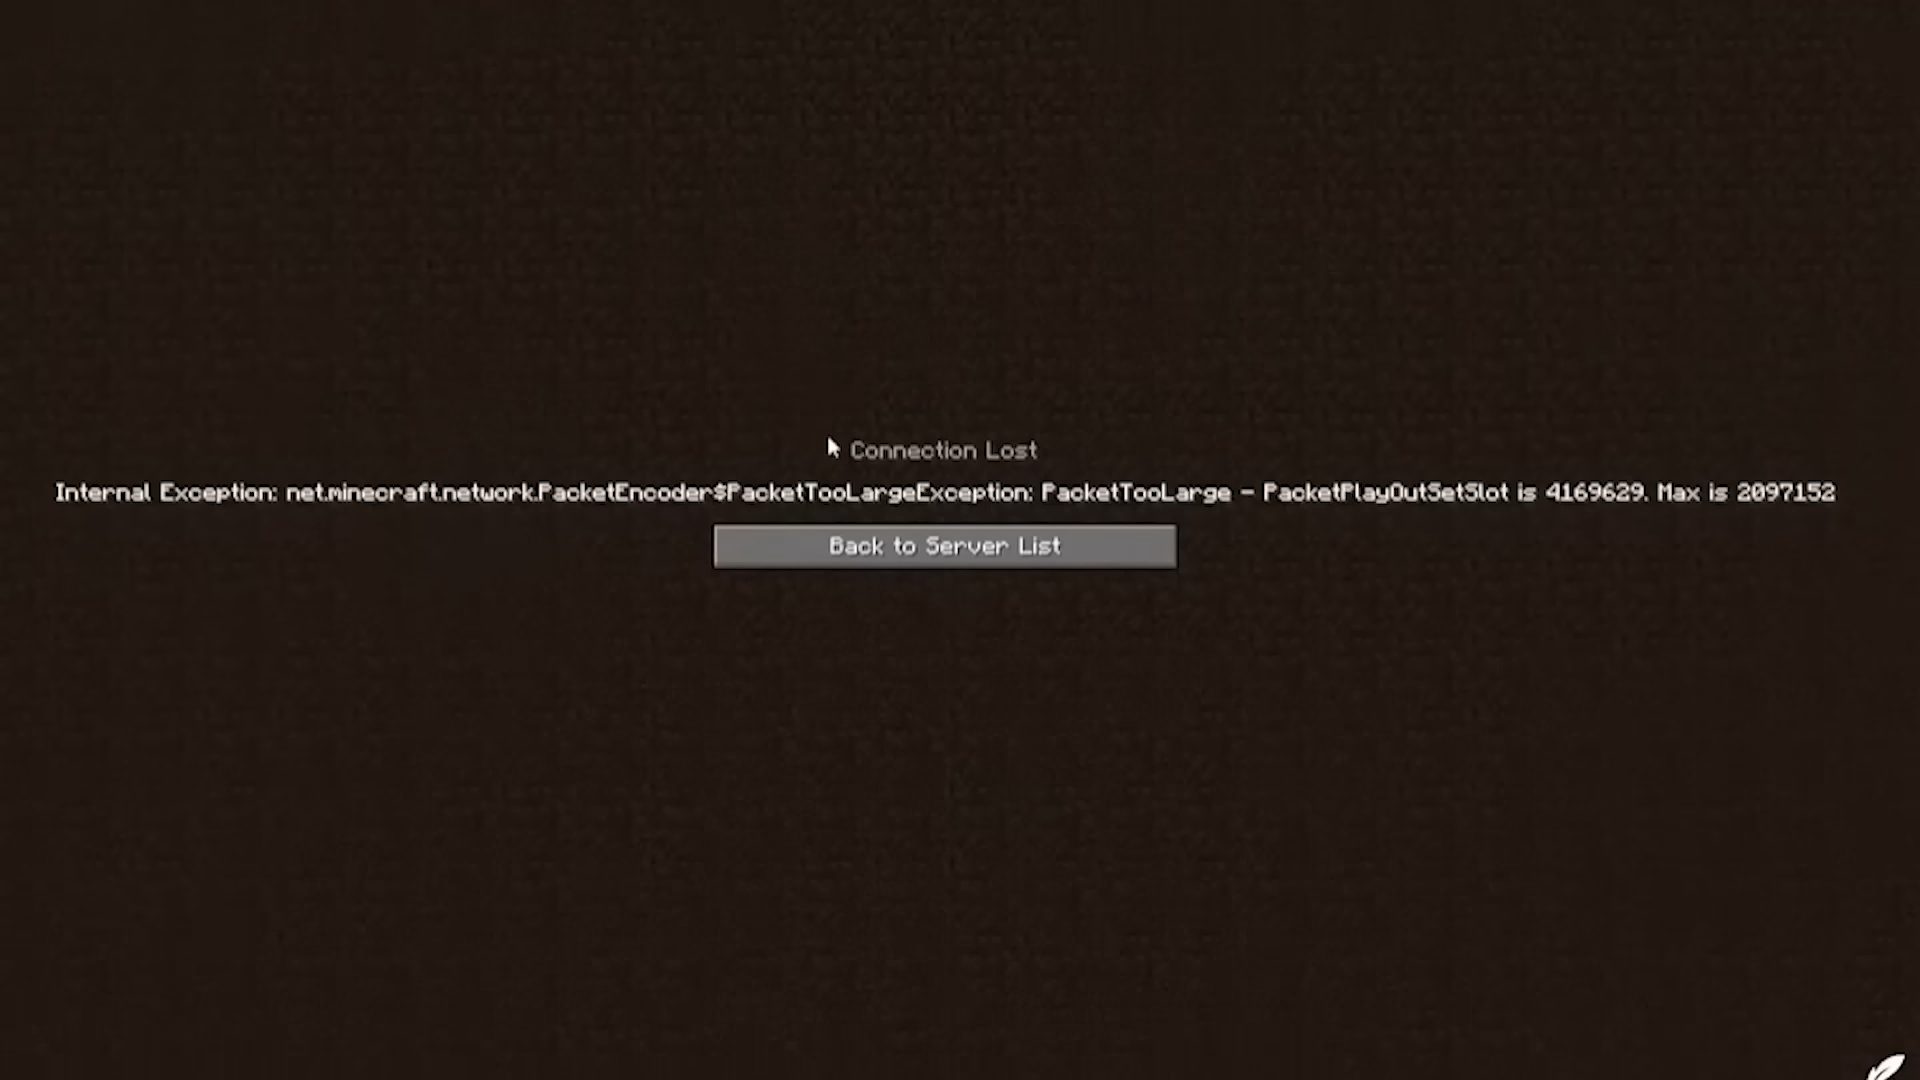 Connection Lost
Internal Exception: net.minecraft.network.PacketEncoder$PacketTooLargeException: PacketTooLarge - PacketPlayOutSetSlot is 4169629. Max is 2097152
Back to Server List